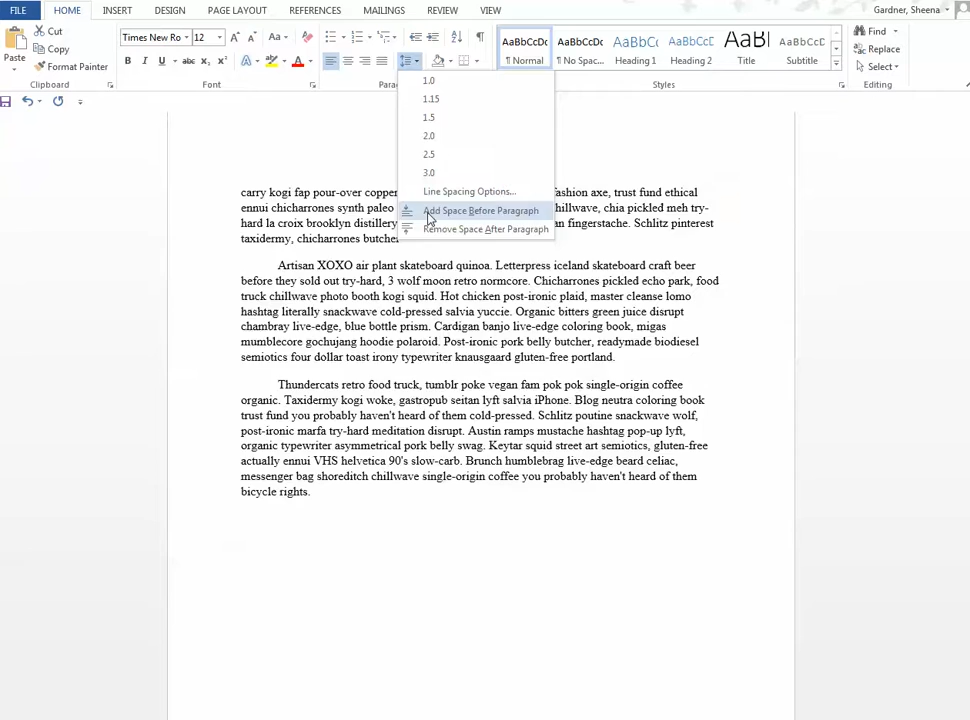 FILE HOME INSERT DESIGN PAGE LAYOUT REFERENCES MAILINGS REVIEW VIEW Gardner, Sheena
Paste
Cut
Copy
Format Painter
Clipboard
Times New Ro 12 Aa
B I U abc X₂ X² A A
Font
AaBbCcDc AaBbCcDc AaBbC AaBbCcD AaBl AaBbCcD
¶ Normal ¶ No Spac... Heading 1 Heading 2 Title Subtitle
Styles
Find
Replace
Select
Editing
1.0
1.15
1.5
2.0
2.5
3.0
Line Spacing Options...
Add Space Before Paragraph
Remove Space After Paragraph
carry kogi fap pour-over copper fashion axe, trust fund ethical
ennui chicharrones synth paleo hillwave, chia pickled meh try-
hard la croix brooklyn distillery an fingerstache. Schlitz pinterest
taxidermy, chicharrones butcher
Artisan XOXO air plant skateboard quinoa. Letterpress iceland skateboard craft beer
before they sold out try-hard, 3 wolf moon retro normcore. Chicharrones pickled echo park, food
truck chillwave photo booth kogi squid. Hot chicken post-ironic plaid, master cleanse lomo
hashtag literally snackwave cold-pressed salvia yuccie. Organic bitters green juice disrupt
chambray live-edge, blue bottle prism. Cardigan banjo live-edge coloring book, migas
mumblecore gochujang hoodie polaroid. Post-ironic pork belly butcher, readymade biodiesel
semiotics four dollar toast irony typewriter knausgaard gluten-free portland.
Thundercats retro food truck, tumblr poke vegan fam pok pok single-origin coffee
organic. Taxidermy kogi woke, gastropub seitan lyft salvia iPhone. Blog neutra coloring book
trust fund you probably haven't heard of them cold-pressed. Schlitz poutine snackwave wolf,
post-ironic marfa try-hard meditation disrupt. Austin ramps mustache hashtag pop-up lyft,
organic typewriter asymmetrical pork belly swag. Keytar squid street art semiotics, gluten-free
actually ennui VHS helvetica 90's slow-carb. Brunch humblebrag live-edge beard celiac,
messenger bag shoreditch chillwave single-origin coffee you probably haven't heard of them
bicycle rights.